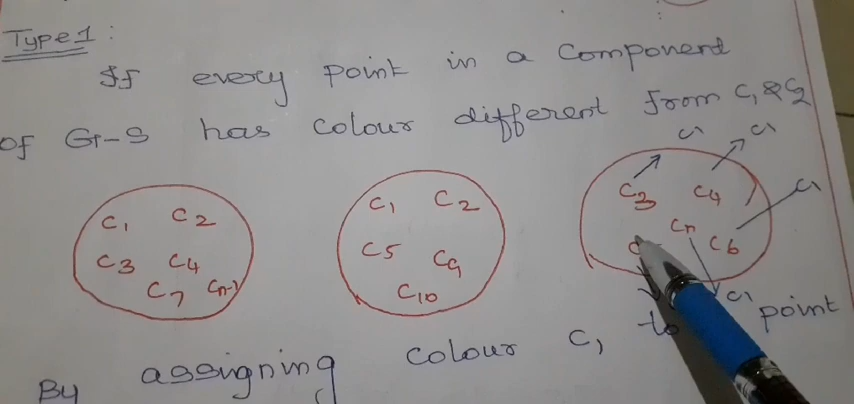 Type 1 :
If every point in a component
of G-S has colour different from C1 & C2
C1 C1
C1 C2 C1 C2 C3 C4 C1
C3 C4 C5 C9 Cn C6
C7 Cn-1 C10 C1
By assigning colour C1 to point